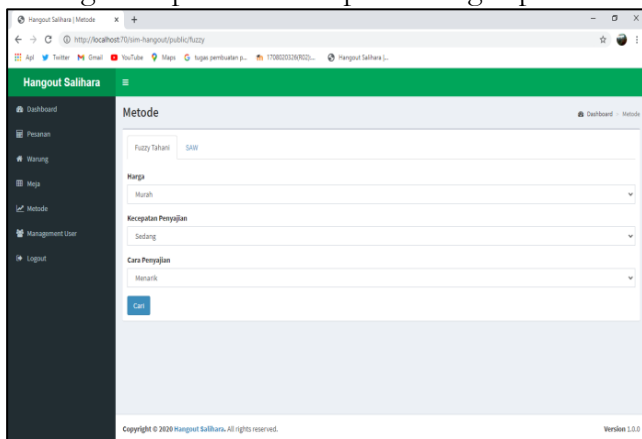 Hangout Salihara | Metode
http://localhost:70/sim-hangout/public/fuzzy
Apl Twitter Gmail YouTube Maps tugas pembuatan p... 1708020326(R02)... Hangout Salihara |...
Hangout Salihara
Dashboard
Pesanan
Warung
Meja
Metode
Management User
Logout
Metode
Dashboard > Metode
Fuzzy Tahani SAW
Harga
Murah
Kecepatan Penyajian
Sedang
Cara Penyajian
Menarik
Cari
Copyright © 2020 Hangout Salihara. All rights reserved.
Version 1.0.0